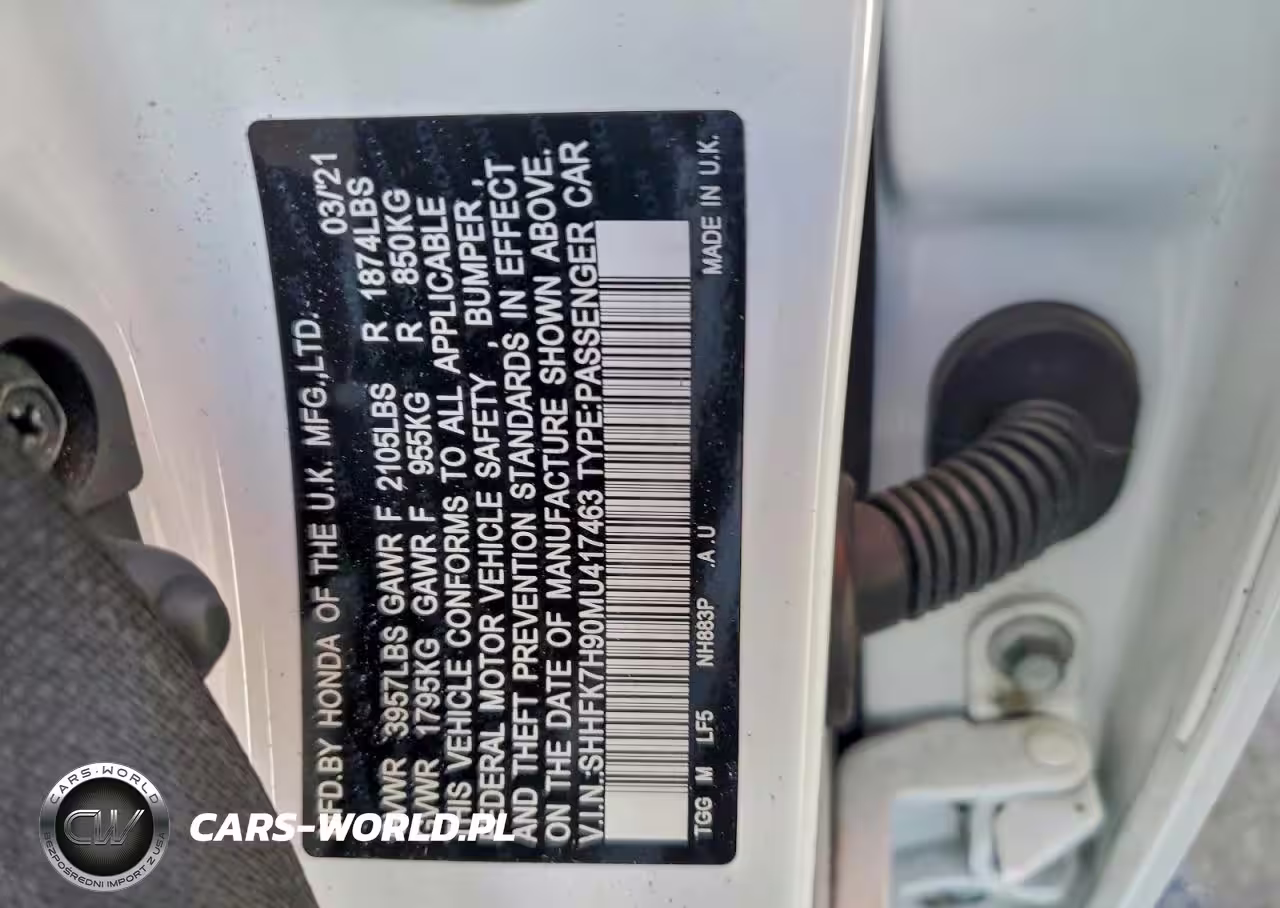 MFD.BY HONDA OF THE U.K. MFG.,LTD. 03/'21
GVWR 3957LBS GAWR F 2105LBS R 1874LBS
GVWR 1795KG GAWR F 955KG R 850KG
THIS VEHICLE CONFORMS TO ALL APPLICABLE
FEDERAL MOTOR VEHICLE SAFETY, BUMPER,
AND THEFT PREVENTION STANDARDS IN EFFECT
ON THE DATE OF MANUFACTURE SHOWN ABOVE.
V.I.N.:SHHFK7H90MU417463 TYPE:PASSENGER CAR
TGG M LF5 NH883P .A .U MADE IN U.K.
CARS-WORLD
CW
BEZPOŚREDNI IMPORT Z USA
CARS-WORLD.PL